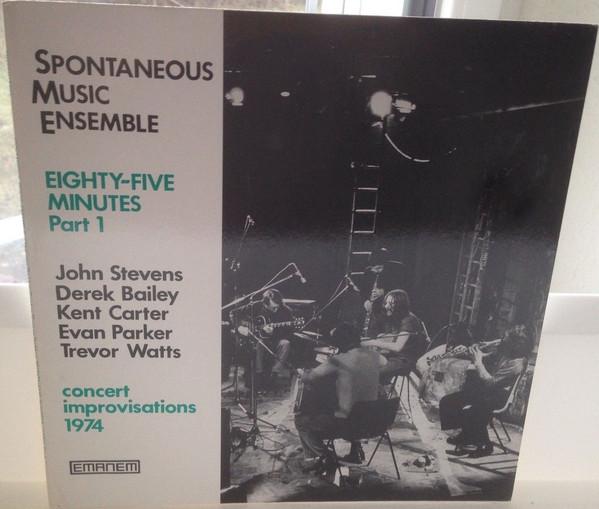 SPONTANEOUS
MUSIC
ENSEMBLE
EIGHTY-FIVE
MINUTES
Part 1
John Stevens
Derek Bailey
Kent Carter
Evan Parker
Trevor Watts
concert
improvisations
1974
EMANEM